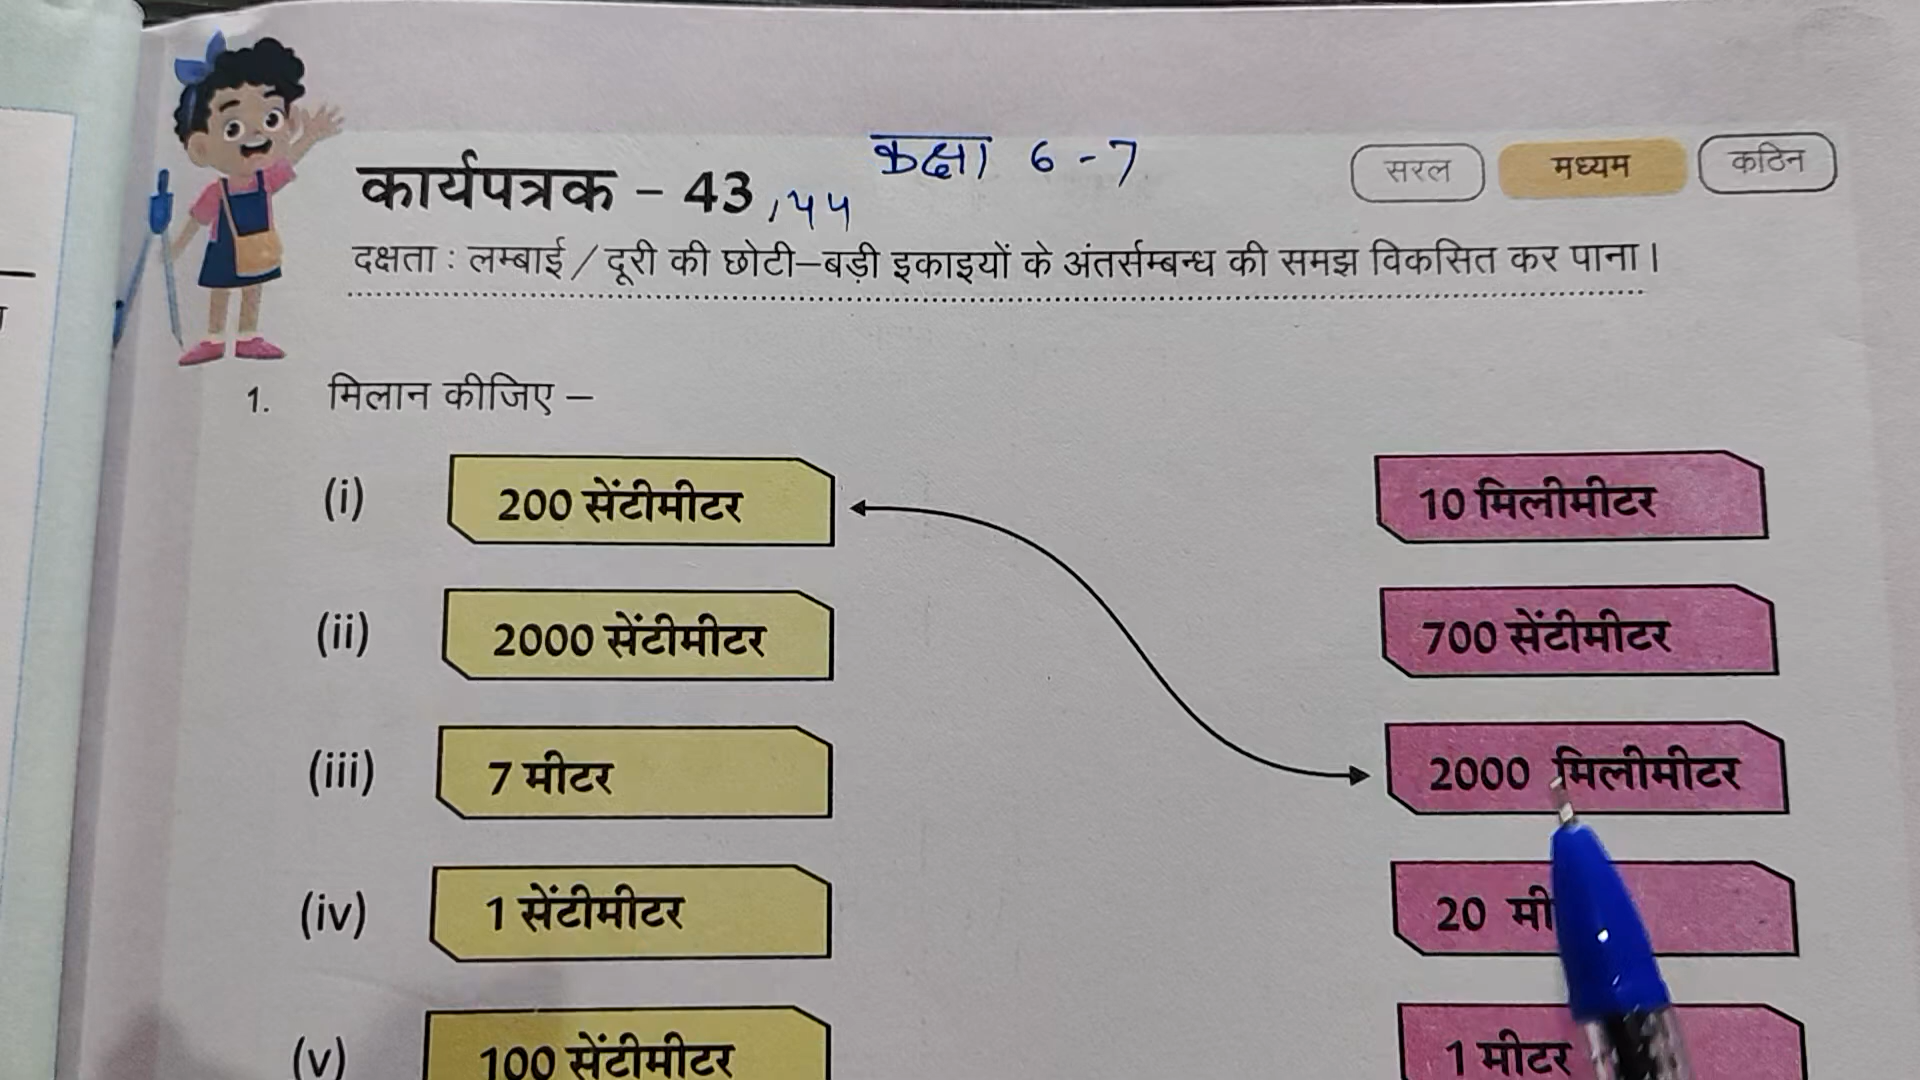 कक्षा 6-7
कार्यपत्रक - 43, 44
सरल मध्यम कठिन
दक्षता : लम्बाई / दूरी की छोटी-बड़ी इकाइयों के अंतर्सम्बन्ध की समझ विकसित कर पाना।
1. मिलान कीजिए –
(i) 200 सेंटीमीटर 10 मिलीमीटर
(ii) 2000 सेंटीमीटर 700 सेंटीमीटर
(iii) 7 मीटर 2000 मिलीमीटर
(iv) 1 सेंटीमीटर 20
(v) 100 सेंटीमीटर 1 मीटर